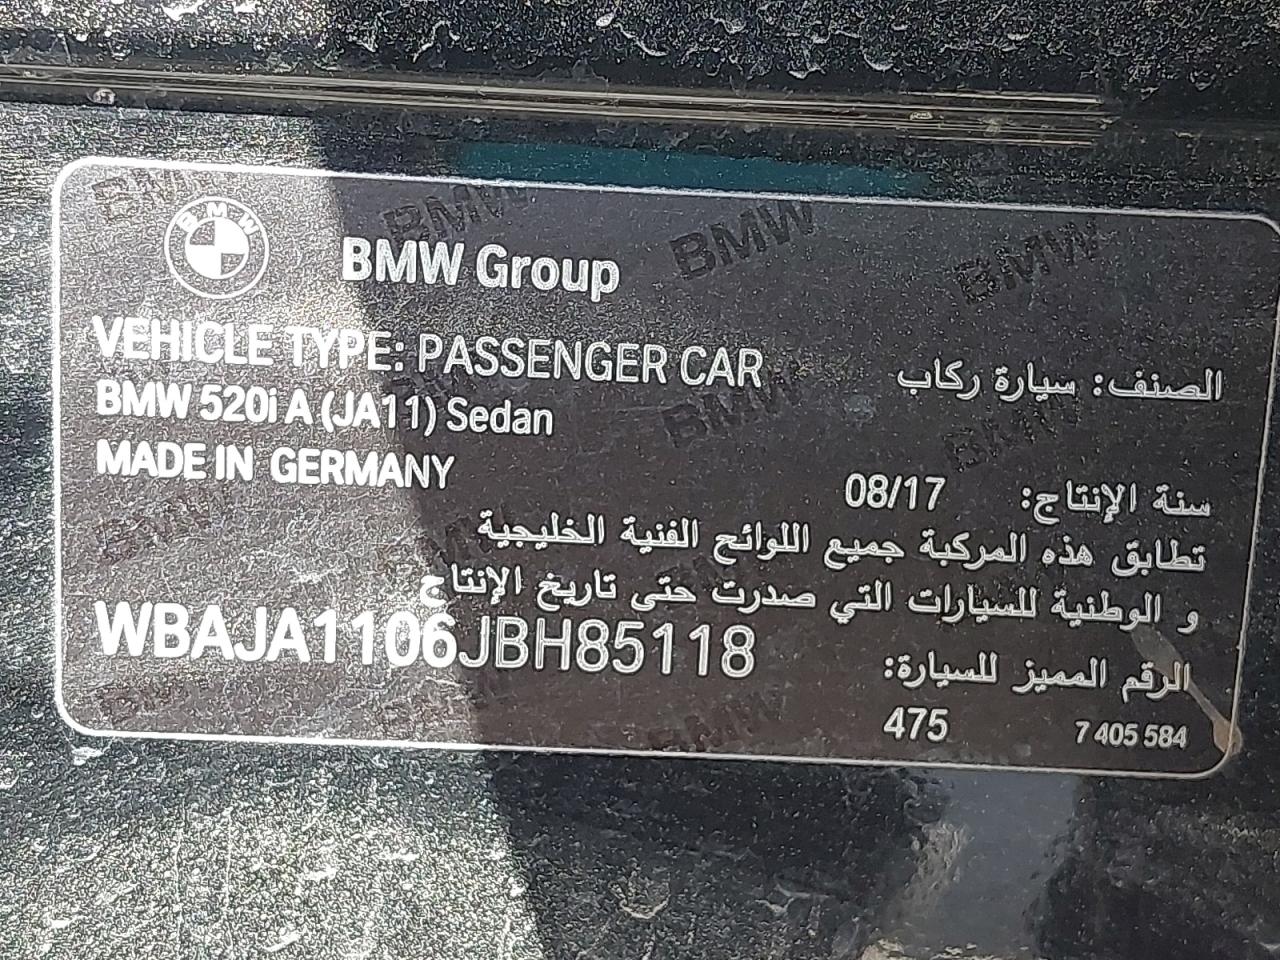 BMW
BMW Group
VEHICLE TYPE: PASSENGER CAR
الصنف: سيارة ركاب
BMW 520i A (JA11) Sedan
MADE IN GERMANY
سنة الإنتاج: 08/17
تطابق هذه المركبة جميع اللوائح الفنية الخليجية
و الوطنية للسيارات التي صدرت حتى تاريخ الإنتاج
WBAJA1106JBH85118
الرقم المميز للسيارة:
475
7 405 584